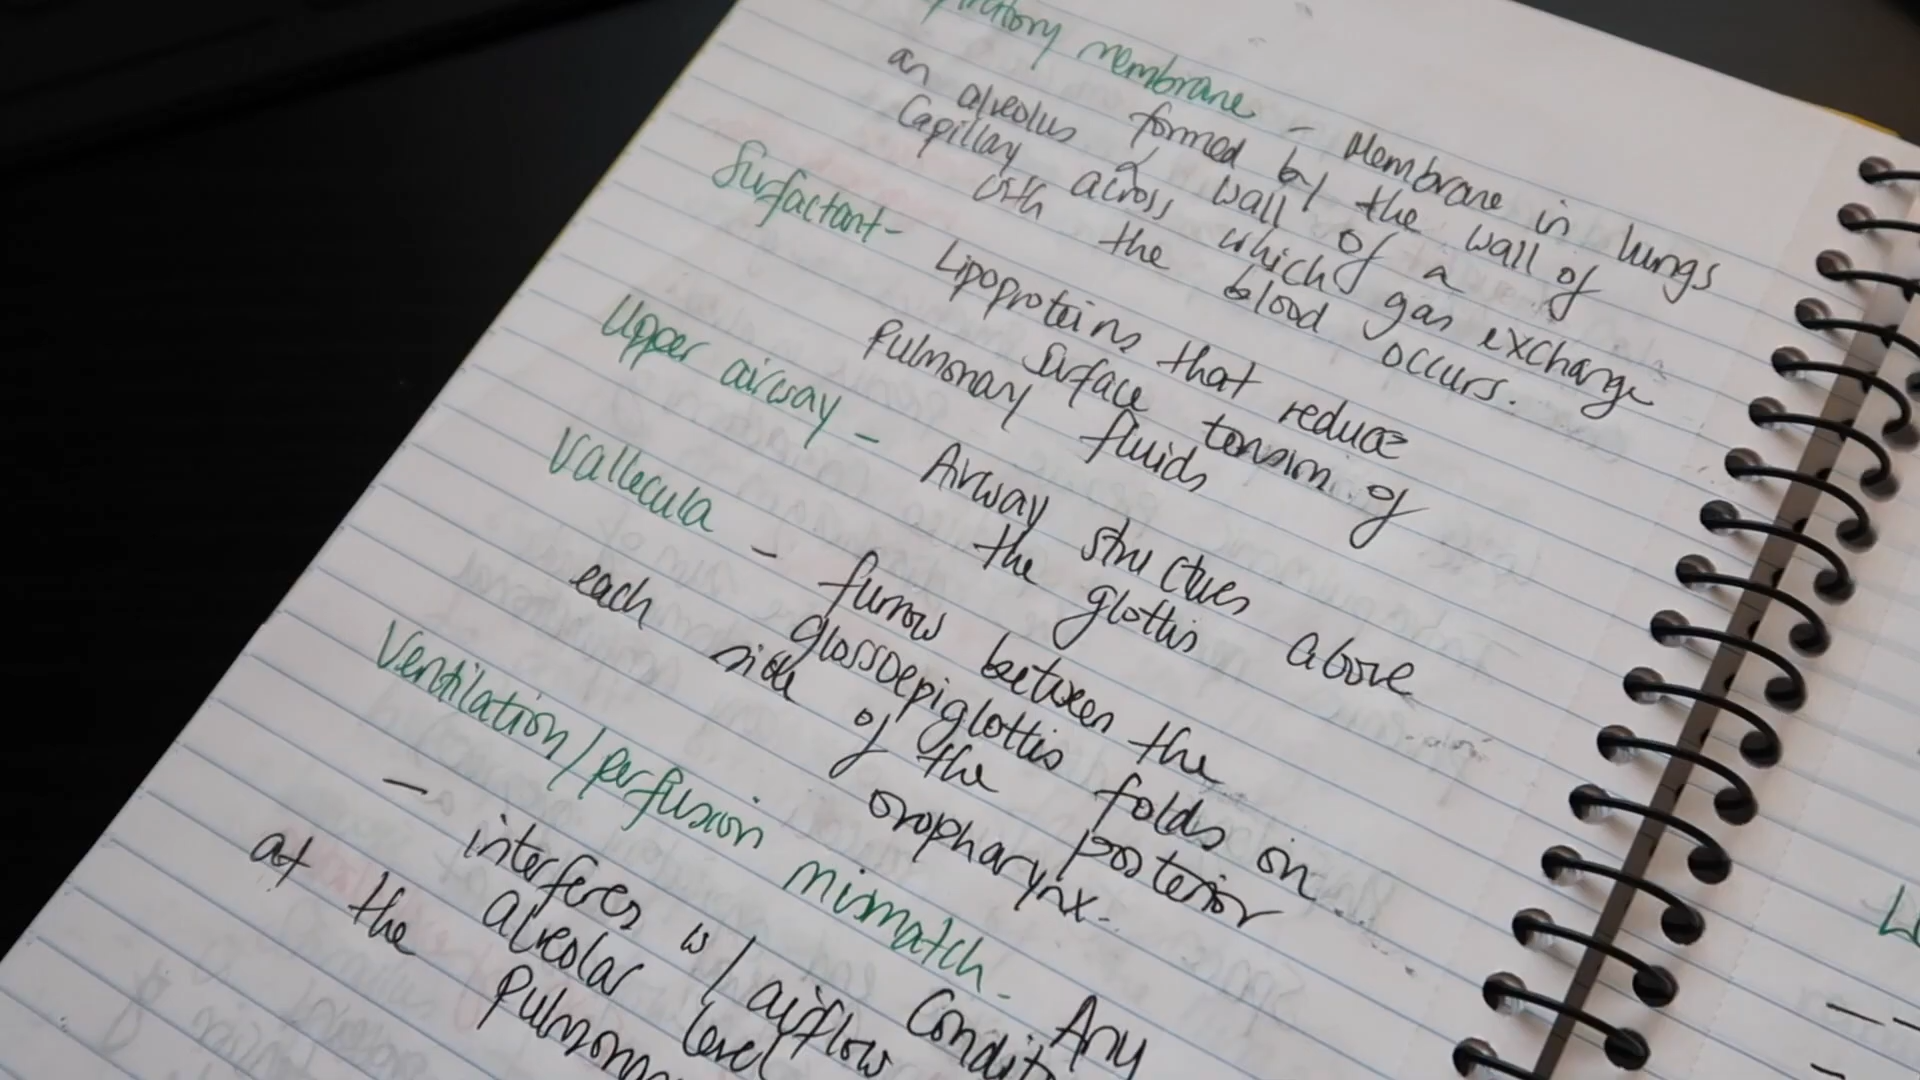 membrane - Membrane in lungs
an alveolus formed by the wall of
Capillary & wall of a
across which gas exchange
with the blood occurs.
Surfactant- Lipoproteins that reduce
surface tension of
Pulmonary fluids
Upper airway - Airway structues above
the glottis
Vallecula - furrow between the
glossoepiglottis folds on
each side of the posterior
oropharynx.
Ventilation/perfusion mismatch- Any
- interferes w/ airflow
at the alveolar level